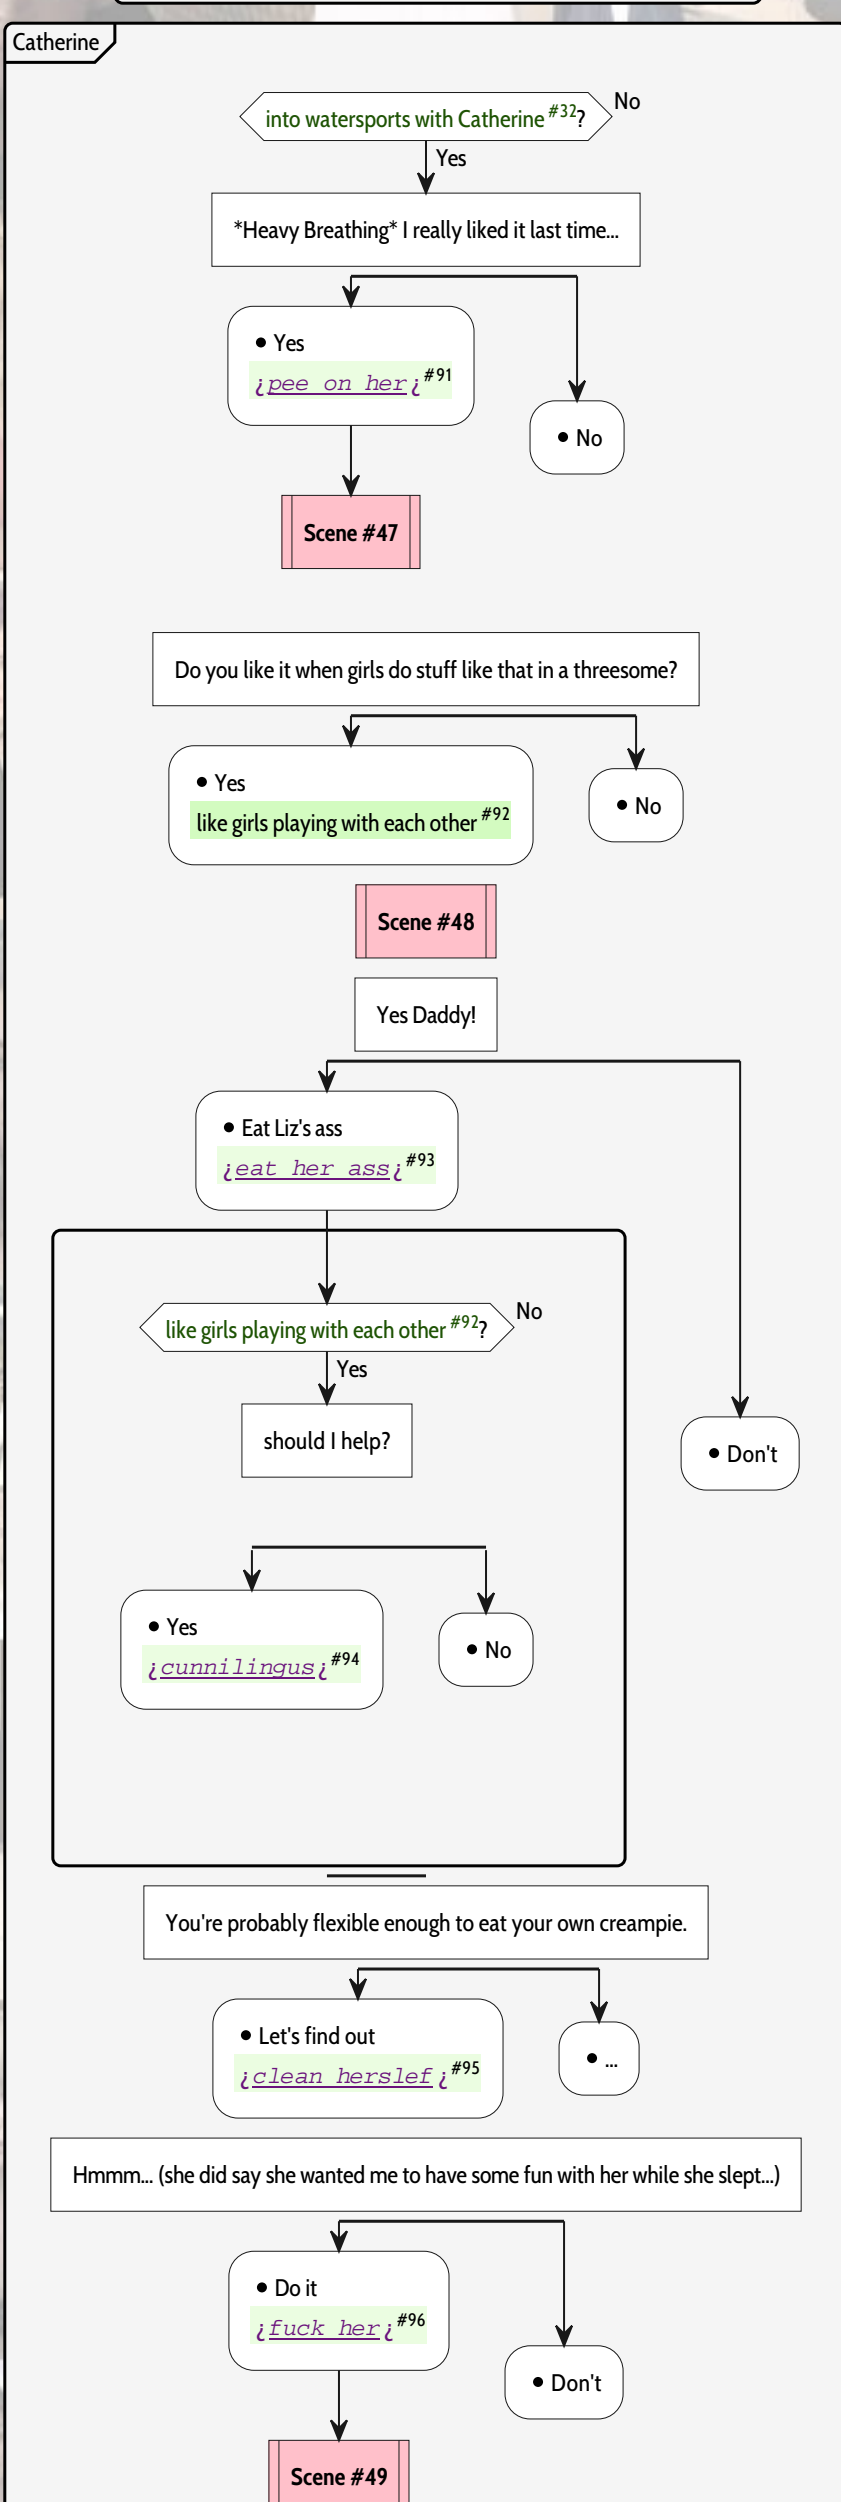 Catherine
into watersports with Catherine #32?
No
Yes
*Heavy Breathing* I really liked it last time...
• Yes
¿pee on her¿#91
• No
Scene #47
Do you like it when girls do stuff like that in a threesome?
• Yes
like girls playing with each other #92
• No
Scene #48
Yes Daddy!
• Eat Liz's ass
¿eat her ass¿#93
like girls playing with each other #92?
No
Yes
should I help?
• Don't
• Yes
¿cunnilingus¿#94
• No
You're probably flexible enough to eat your own creampie.
• Let's find out
¿clean herslef¿#95
• ...
Hmmm... (she did say she wanted me to have some fun with her while she slept...)
• Do it
¿fuck her¿#96
• Don't
Scene #49